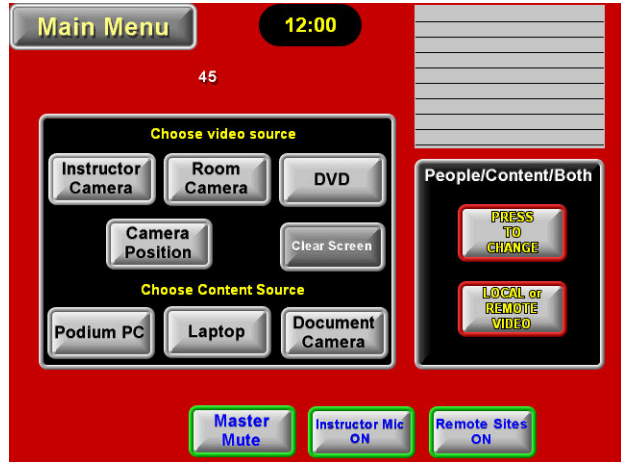 Main Menu
12:00
45
Choose video source
Instructor
Camera
Room
Camera
DVD
Camera
Position
Clear Screen
Choose Content Source
Podium PC
Laptop
Document
Camera
People/Content/Both
PRESS
TO
CHANGE
LOCAL or
REMOTE
VIDEO
Master
Mute
Instructor Mic
ON
Remote Sites
ON